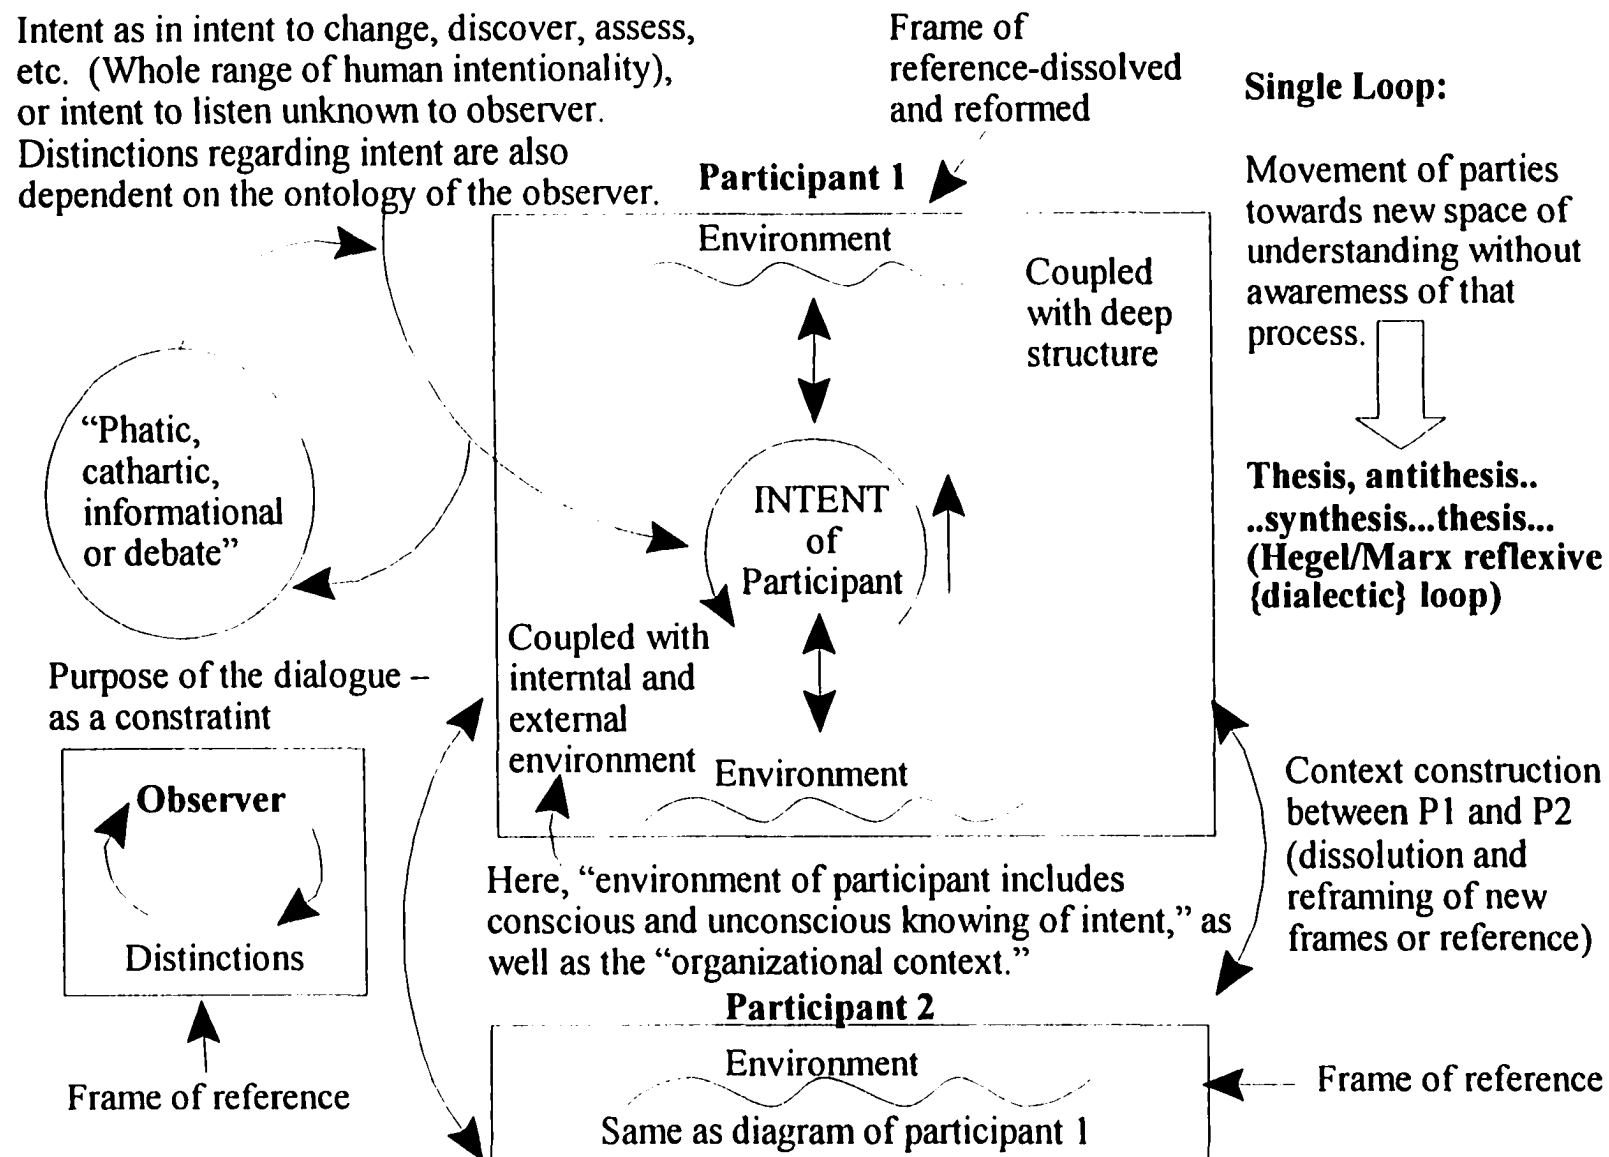 Intent as in intent to change, discover, assess,
etc. (Whole range of human intentionality),
or intent to listen unknown to observer.
Distinctions regarding intent are also
dependent on the ontology of the observer.
Frame of
reference-dissolved
and reformed
Single Loop:
Movement of parties
towards new space of
understanding without
awaremess of that
process.
Thesis, antithesis..
..synthesis...thesis...
(Hegel/Marx reflexive
{dialectic} loop)
Participant 1
Environment
Coupled
with deep
structure
“Phatic,
cathartic,
informational
or debate”
INTENT
of
Participant
Coupled with
interntal and
external
environment
Environment
Purpose of the dialogue –
as a constratint
Observer
Distinctions
Frame of reference
Context construction
between P1 and P2
(dissolution and
reframing of new
frames or reference)
Here, “environment of participant includes
conscious and unconscious knowing of intent,” as
well as the “organizational context.”
Participant 2
Environment
Same as diagram of participant 1
Frame of reference